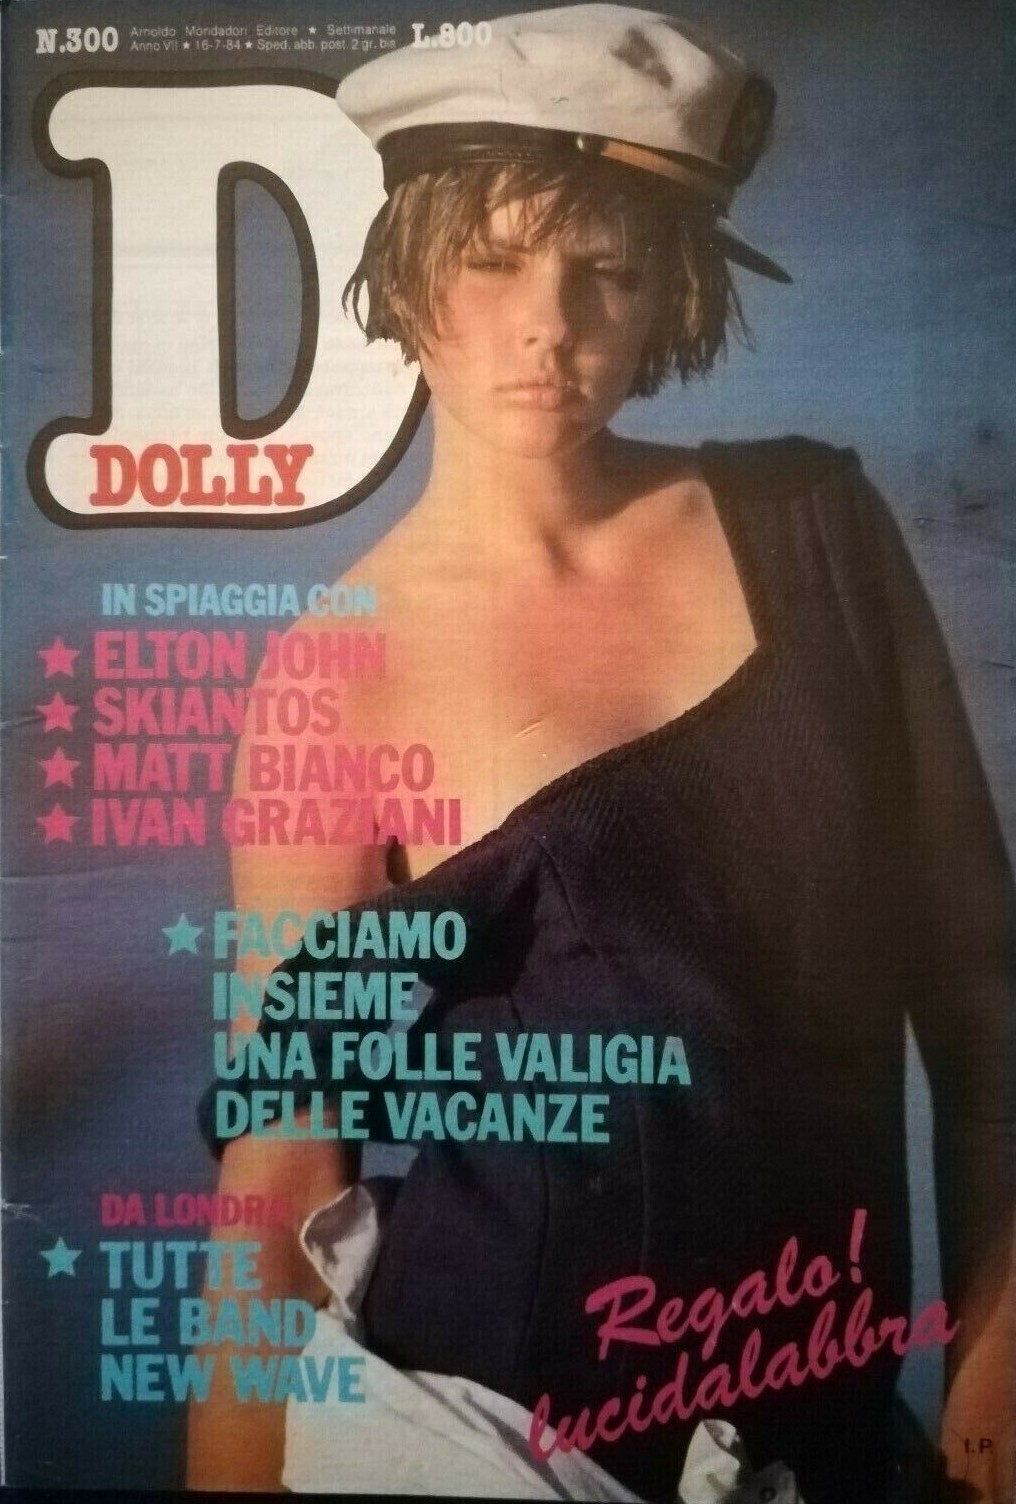 N.300
Arnoldo Mondadori Editore ★ Settimanale
Anno VII ★ 16-7-84 ★ Sped. abb. post. 2 gr. bis
L.800
D
DOLLY
IN SPIAGGIA CON
★ ELTON JOHN
★ SKIANTOS
★ MATT BIANCO
★ IVAN GRAZIANI
★ FACCIAMO
INSIEME
UNA FOLLE VALIGIA
DELLE VACANZE
DA LONDRA
★ TUTTE
LE BAND
NEW WAVE
Regalo!
lucidalabbra
I.P.